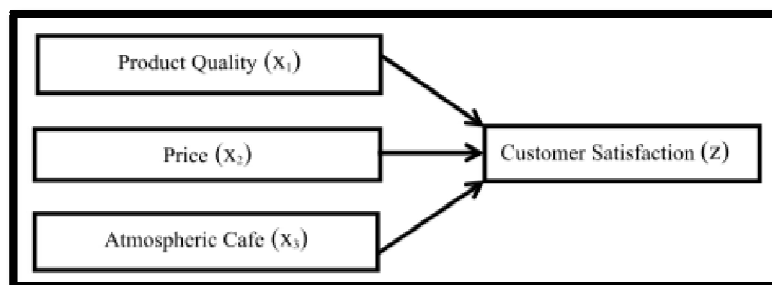 Product Quality (x₁)
Price (x₂)
Customer Satisfaction (z)
Atmospheric Cafe (x₃)